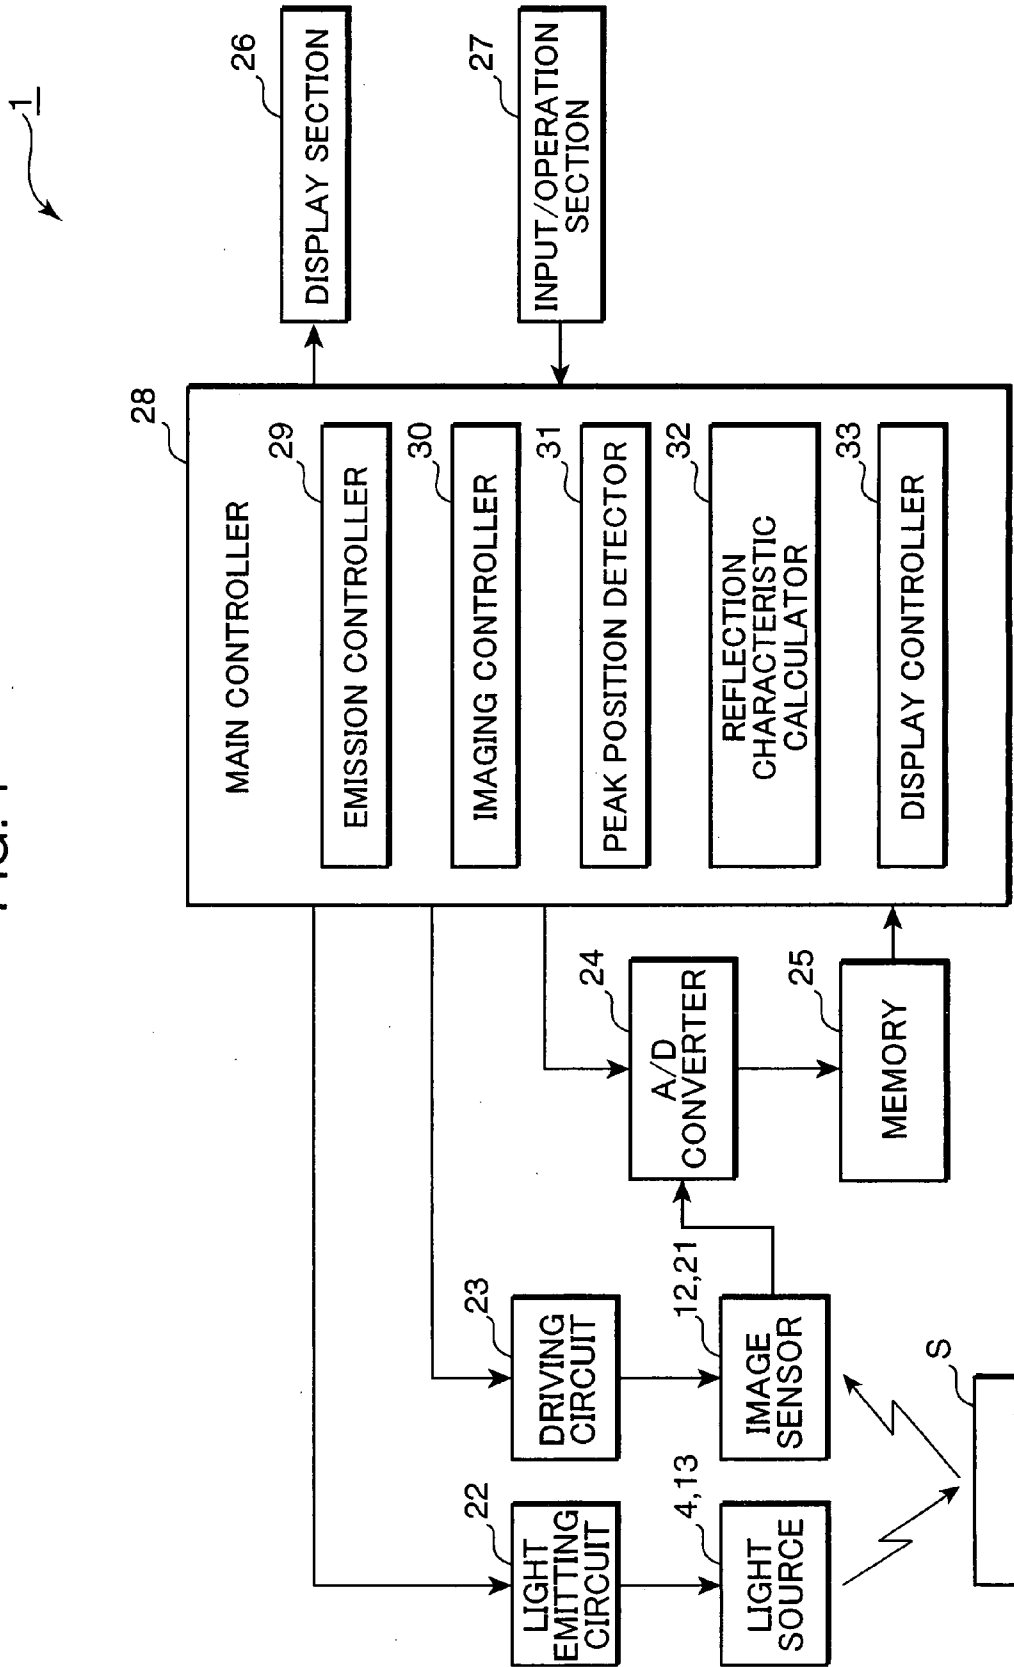 1
28
MAIN CONTROLLER
29
EMISSION CONTROLLER
30
IMAGING CONTROLLER
31
PEAK POSITION DETECTOR
32
REFLECTION
CHARACTERISTIC
CALCULATOR
33
DISPLAY CONTROLLER
26
DISPLAY SECTION
27
INPUT/OPERATION
SECTION
22
LIGHT
EMITTING
CIRCUIT
23
DRIVING
CIRCUIT
24
A/D
CONVERTER
25
MEMORY
4,13
LIGHT
SOURCE
12,21
IMAGE
SENSOR
S